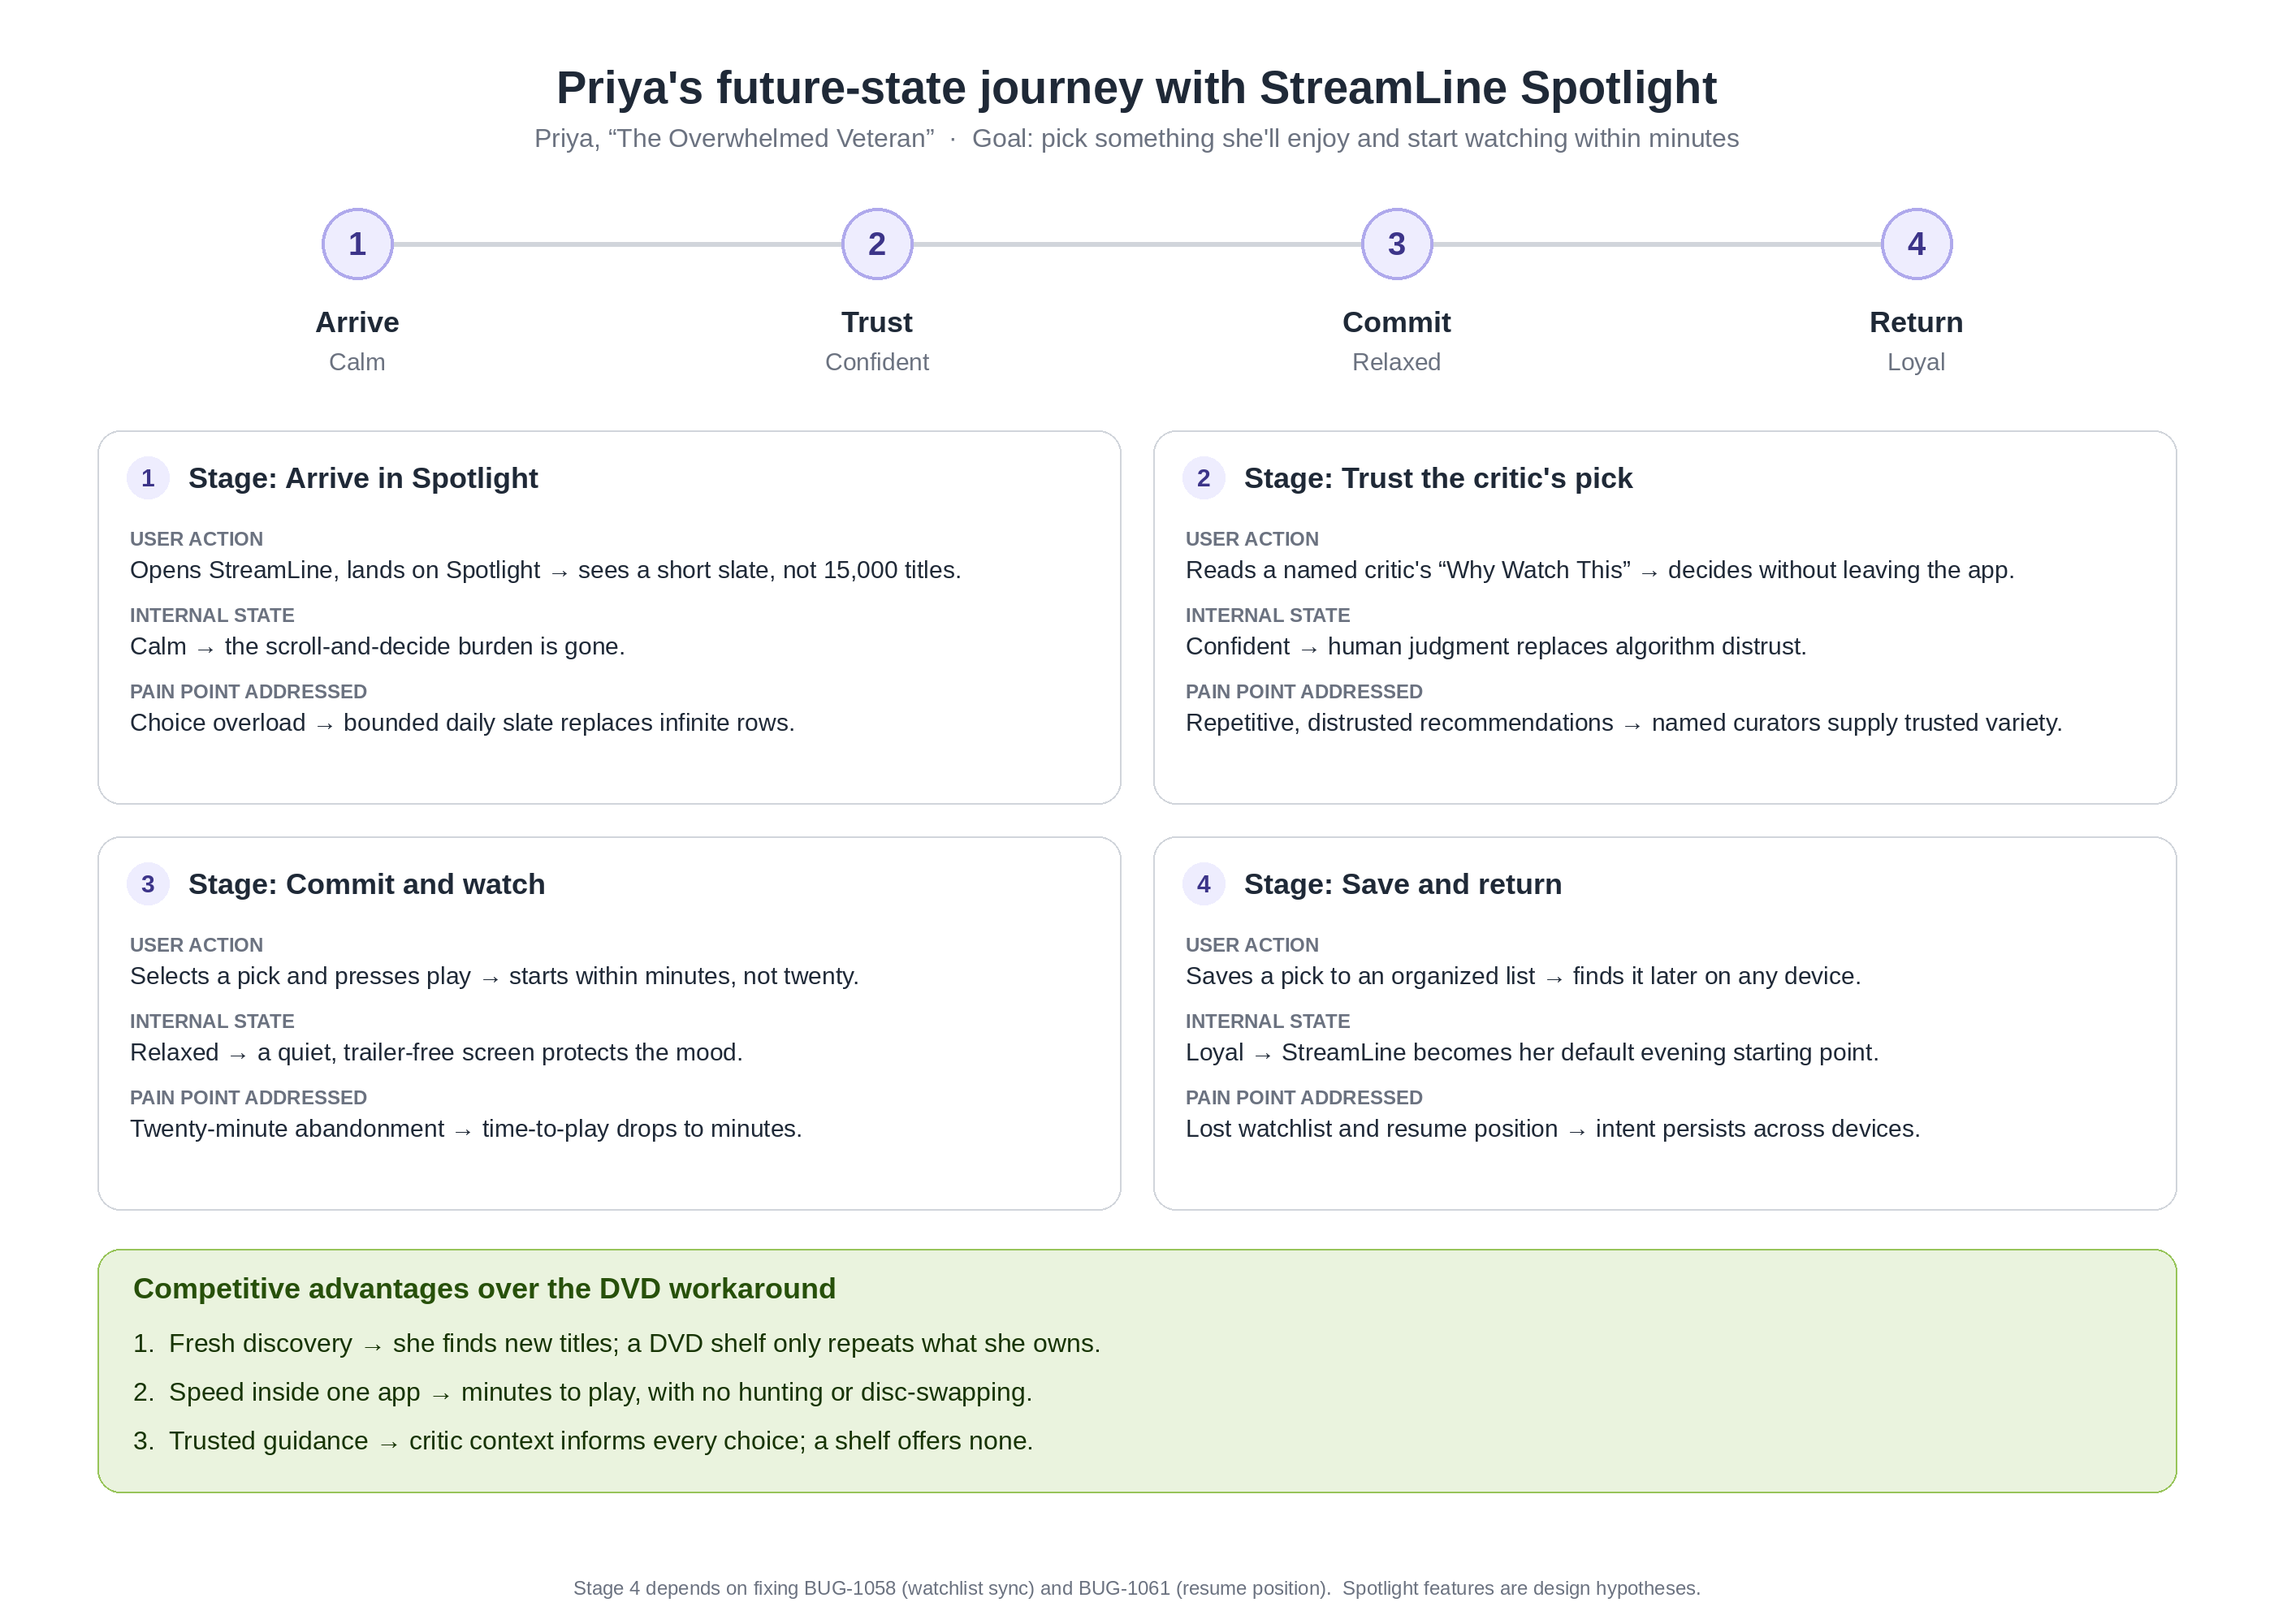 Priya's future-state journey with StreamLine Spotlight
Priya, “The Overwhelmed Veteran” · Goal: pick something she'll enjoy and start watching within minutes
1
2
3
4
Arrive
Trust
Commit
Return
Calm
Confident
Relaxed
Loyal
1 Stage: Arrive in Spotlight
USER ACTION
Opens StreamLine, lands on Spotlight → sees a short slate, not 15,000 titles.
INTERNAL STATE
Calm → the scroll-and-decide burden is gone.
PAIN POINT ADDRESSED
Choice overload → bounded daily slate replaces infinite rows.
2 Stage: Trust the critic's pick
USER ACTION
Reads a named critic's “Why Watch This” → decides without leaving the app.
INTERNAL STATE
Confident → human judgment replaces algorithm distrust.
PAIN POINT ADDRESSED
Repetitive, distrusted recommendations → named curators supply trusted variety.
3 Stage: Commit and watch
USER ACTION
Selects a pick and presses play → starts within minutes, not twenty.
INTERNAL STATE
Relaxed → a quiet, trailer-free screen protects the mood.
PAIN POINT ADDRESSED
Twenty-minute abandonment → time-to-play drops to minutes.
4 Stage: Save and return
USER ACTION
Saves a pick to an organized list → finds it later on any device.
INTERNAL STATE
Loyal → StreamLine becomes her default evening starting point.
PAIN POINT ADDRESSED
Lost watchlist and resume position → intent persists across devices.
Competitive advantages over the DVD workaround
1. Fresh discovery → she finds new titles; a DVD shelf only repeats what she owns.
2. Speed inside one app → minutes to play, with no hunting or disc-swapping.
3. Trusted guidance → critic context informs every choice; a shelf offers none.
Stage 4 depends on fixing BUG-1058 (watchlist sync) and BUG-1061 (resume position). Spotlight features are design hypotheses.